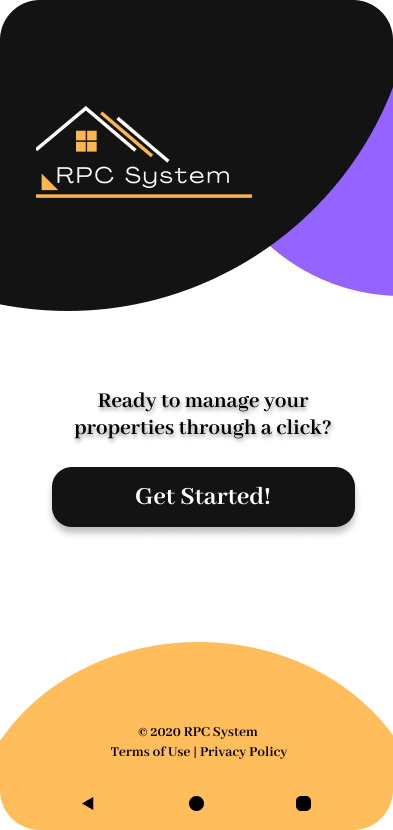 RPC System
Ready to manage your
properties through a click?
Get Started!
© 2020 RPC System
Terms of Use | Privacy Policy